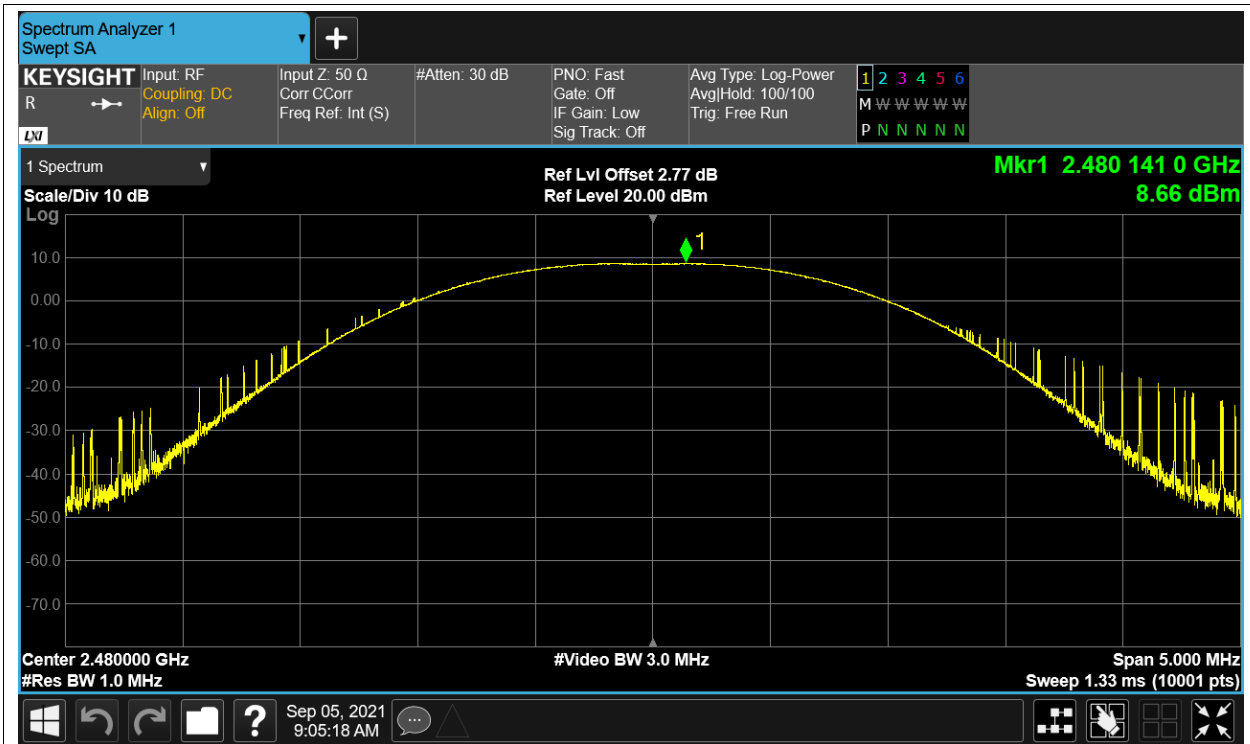 Spectrum Analyzer 1
Swept SA
KEYSIGHT
R
LXI
Input: RF
Coupling: DC
Align: Off
Input Z: 50 Ω
Corr CCorr
Freq Ref: Int (S)
#Atten: 30 dB
PNO: Fast
Gate: Off
IF Gain: Low
Sig Track: Off
Avg Type: Log-Power
Avg|Hold: 100/100
Trig: Free Run
1 2 3 4 5 6
M W W W W W
P N N N N N
1 Spectrum
Scale/Div 10 dB
Log
Ref Lvl Offset 2.77 dB
Ref Level 20.00 dBm
Mkr1 2.480 141 0 GHz
8.66 dBm
1
10.0
0.00
-10.0
-20.0
-30.0
-40.0
-50.0
-60.0
-70.0
Center 2.480000 GHz
#Res BW 1.0 MHz
#Video BW 3.0 MHz
Span 5.000 MHz
Sweep 1.33 ms (10001 pts)
?
Sep 05, 2021
9:05:18 AM